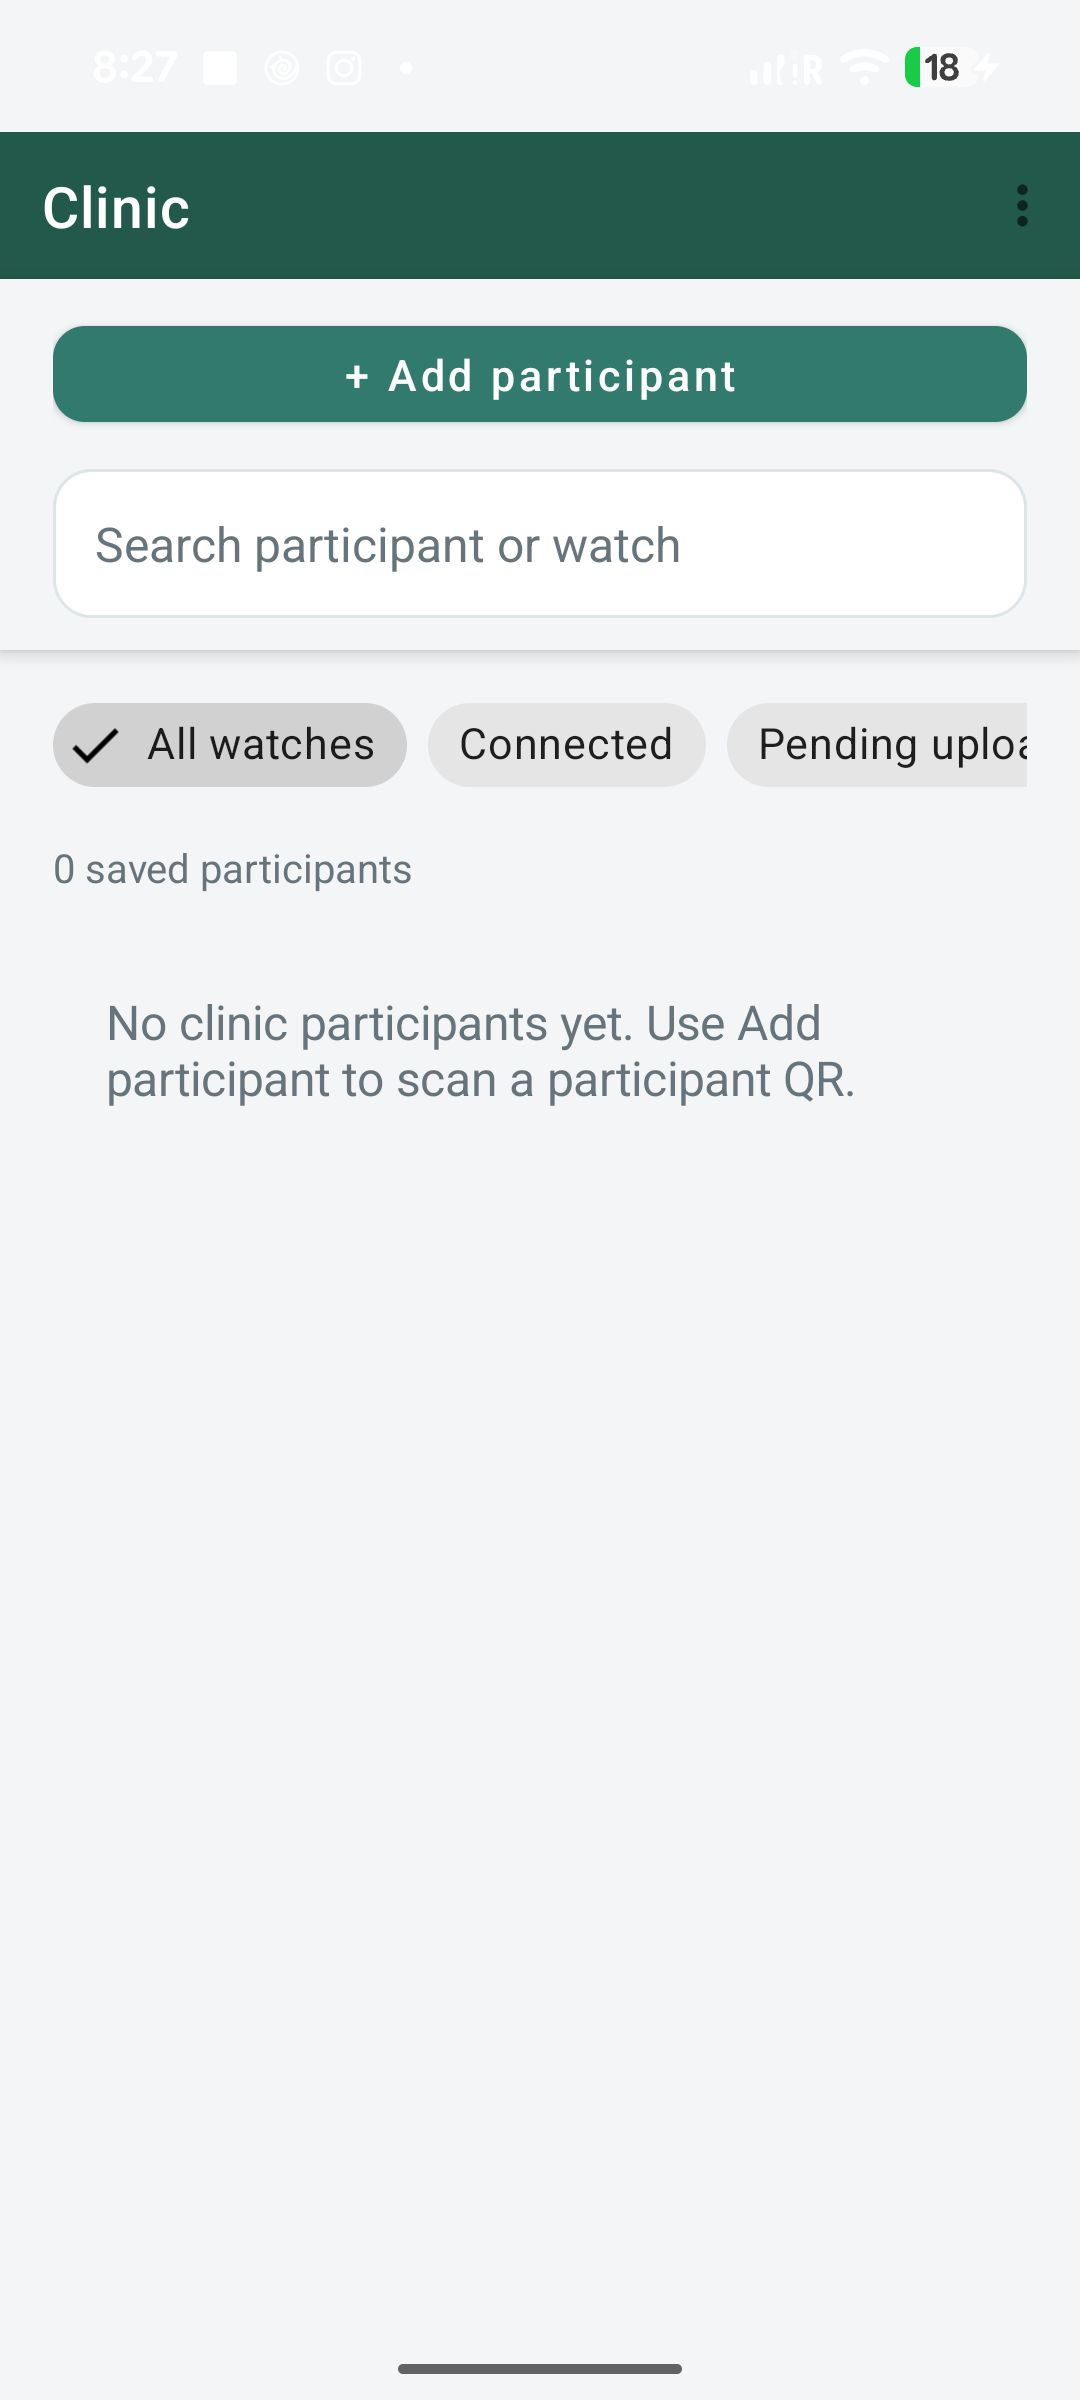 8:27
R
18
Clinic
+ Add participant
Search participant or watch
All watches
Connected
Pending uploa
0 saved participants
No clinic participants yet. Use Add
participant to scan a participant QR.